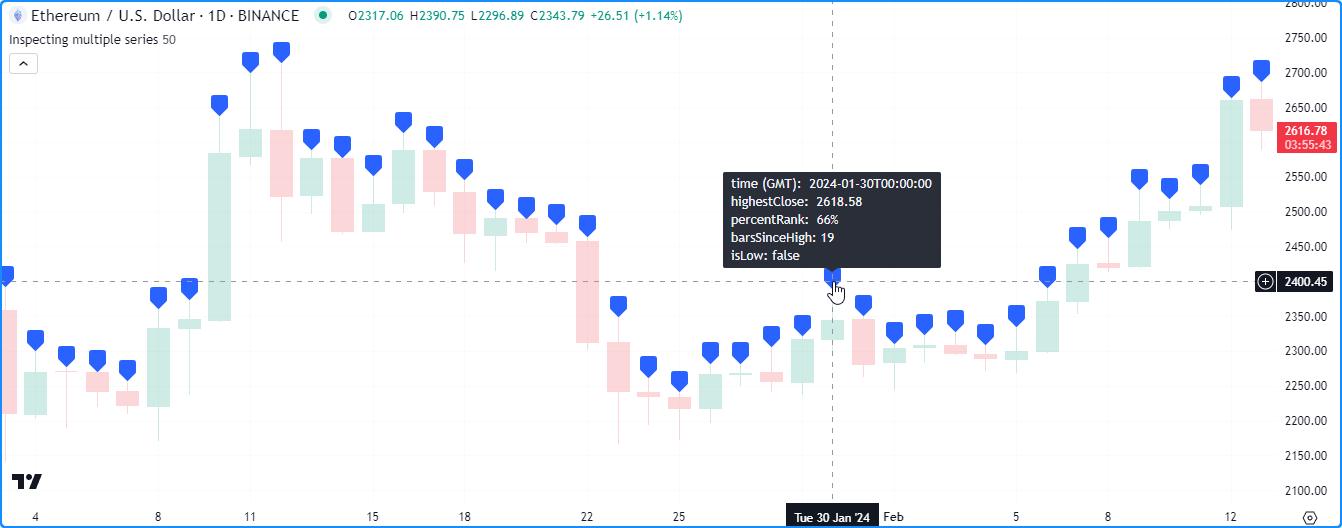 Ethereum / U.S. Dollar · 1D · BINANCE O2317.06 H2390.75 L2296.89 C2343.79 +26.51 (+1.14%)
Inspecting multiple series 50
2800.00
2750.00
2700.00
2650.00
2616.78
03:55:43
2550.00
2500.00
2450.00
2400.45
2350.00
2300.00
2250.00
2200.00
2150.00
2100.00
time (GMT): 2024-01-30T00:00:00
highestClose: 2618.58
percentRank: 66%
barsSinceHigh: 19
isLow: false
4 8 11 15 18 22 25 Tue 30 Jan '24 Feb 5 8 12